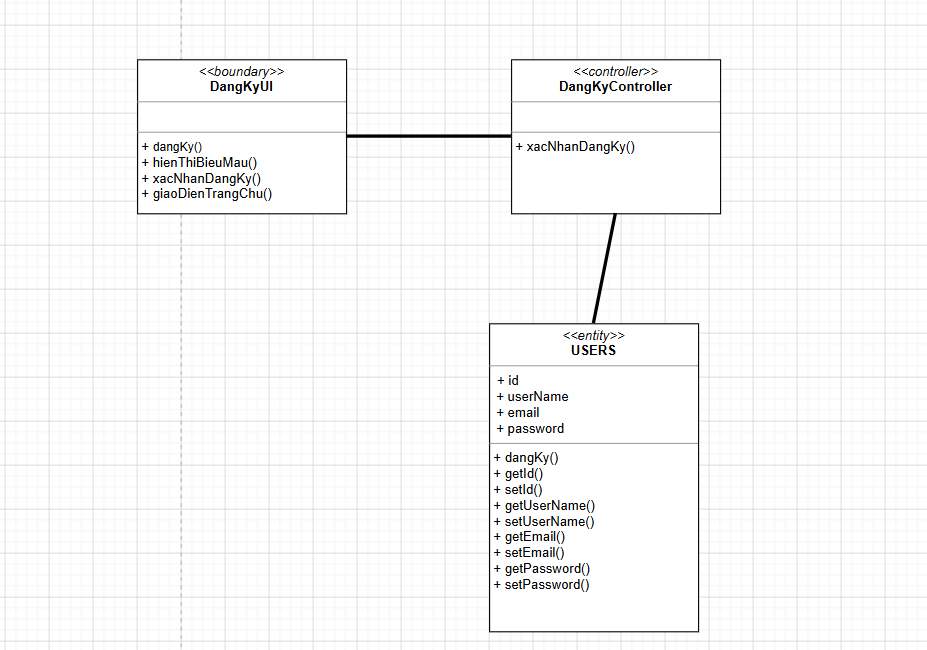 <<boundary>>
DangKyUI
+ dangKy()
+ hienThiBieuMau()
+ xacNhanDangKy()
+ giaoDienTrangChu()
<<controller>>
DangKyController
+ xacNhanDangKy()
<<entity>>
USERS
+ id
+ userName
+ email
+ password
+ dangKy()
+ getId()
+ setId()
+ getUserName()
+ setUserName()
+ getEmail()
+ setEmail()
+ getPassword()
+ setPassword()